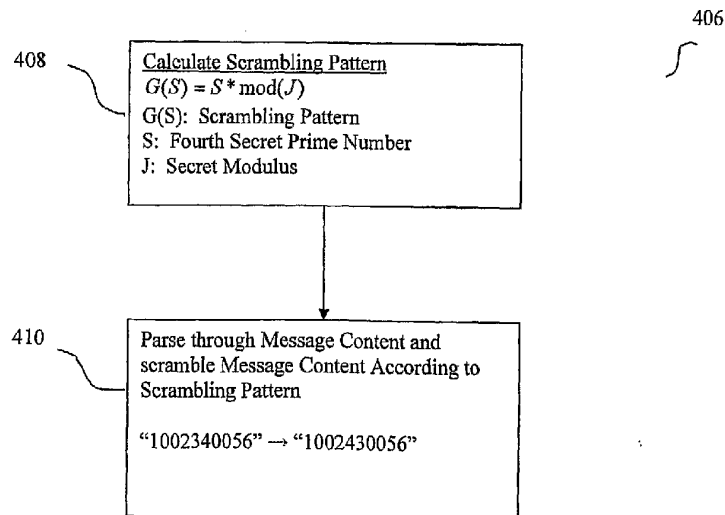 406
408
Calculate Scrambling Pattern
G(S) = S * mod(J)
G(S): Scrambling Pattern
S: Fourth Secret Prime Number
J: Secret Modulus
410
Parse through Message Content and
scramble Message Content According to
Scrambling Pattern
“1002340056” → “1002430056”